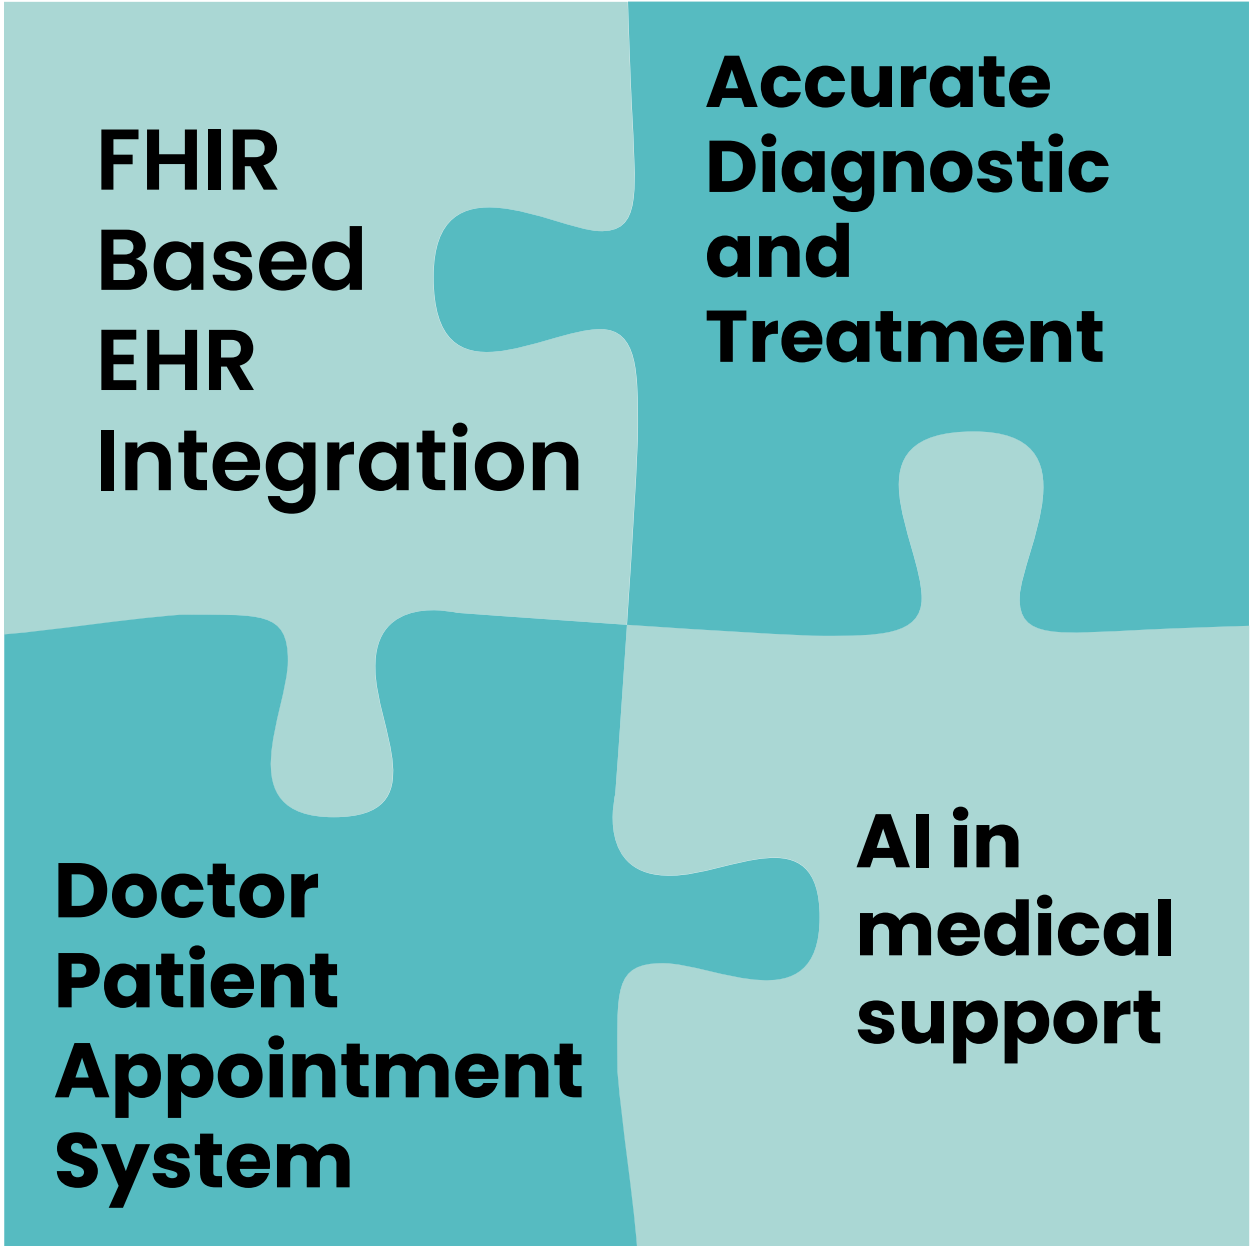 FHIR
Based
EHR
Integration
Accurate
Diagnostic
and
Treatment
Doctor
Patient
Appointment
System
AI in
medical
support